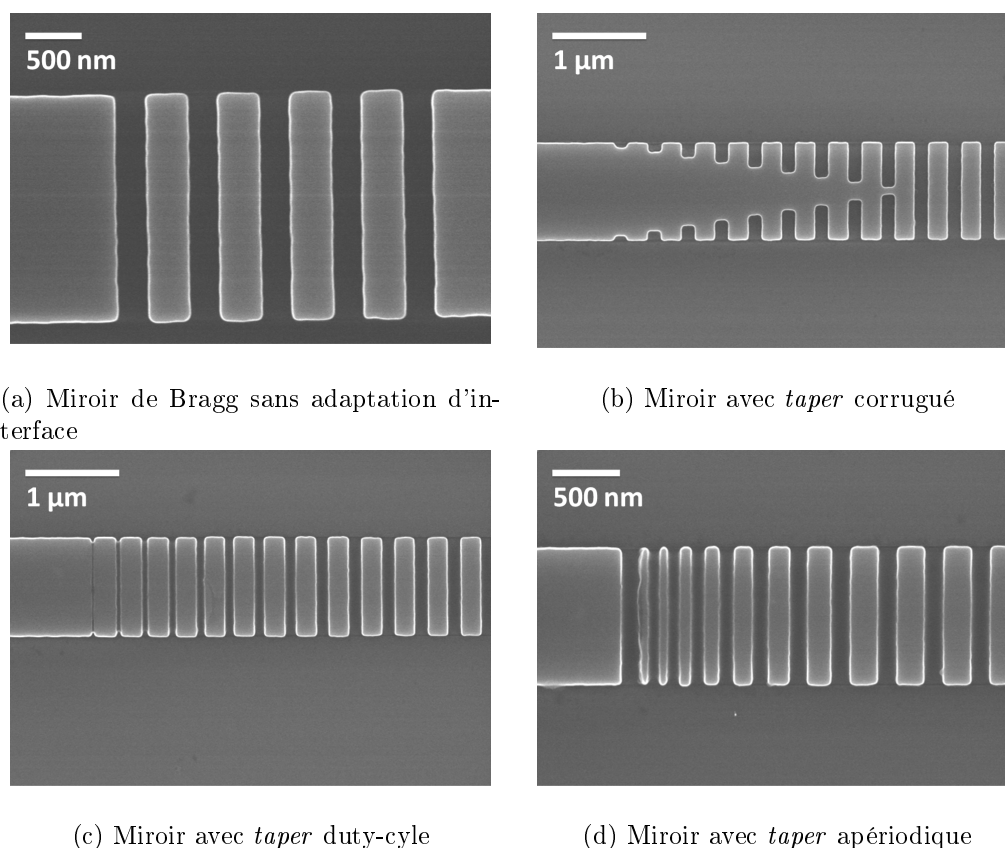 500 nm
1 µm
(a) Miroir de Bragg sans adaptation d'in-
terface
(b) Miroir avec taper corrugué
1 µm
500 nm
(c) Miroir avec taper duty-cyle
(d) Miroir avec taper apériodique